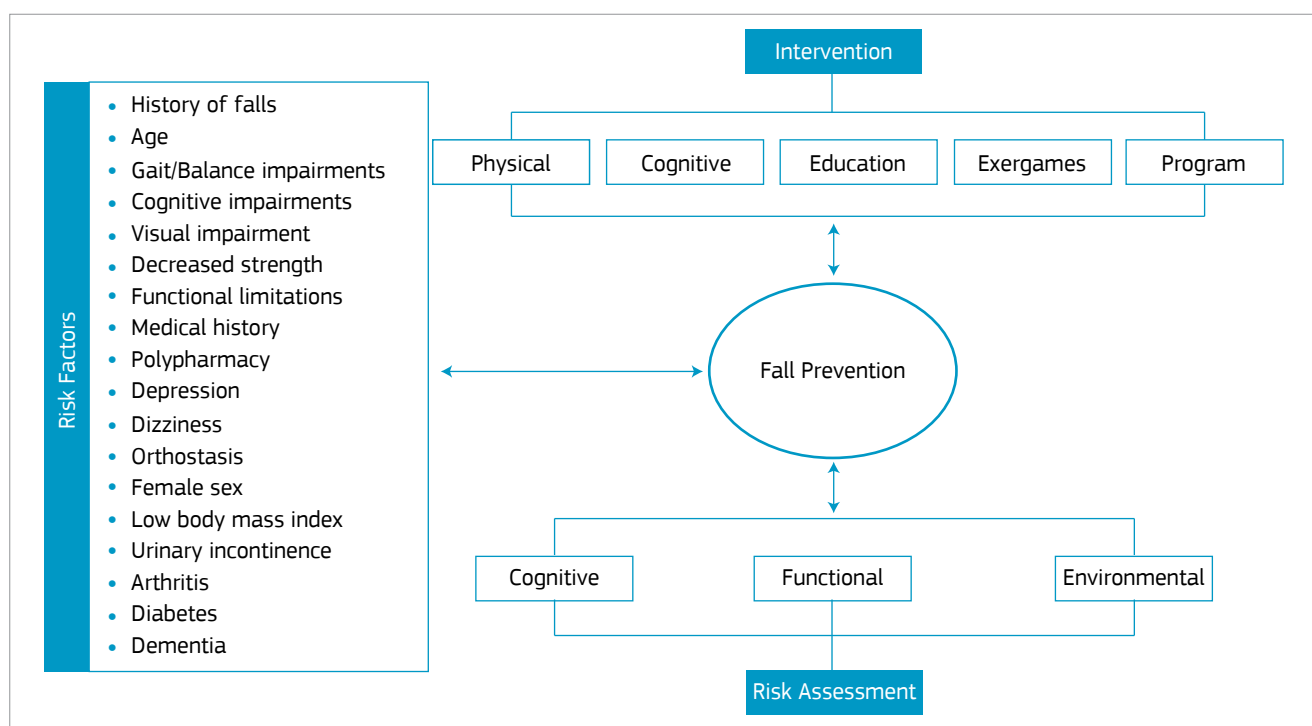 Intervention
Physical
Cognitive
Education
Exergames
Program
Risk Factors
History of falls
Age
Gait/Balance impairments
Cognitive impairments
Visual impairment
Decreased strength
Functional limitations
Medical history
Polypharmacy
Depression
Dizziness
Orthostasis
Female sex
Low body mass index
Urinary incontinence
Arthritis
Diabetes
Dementia
Fall Prevention
Cognitive
Functional
Environmental
Risk Assessment